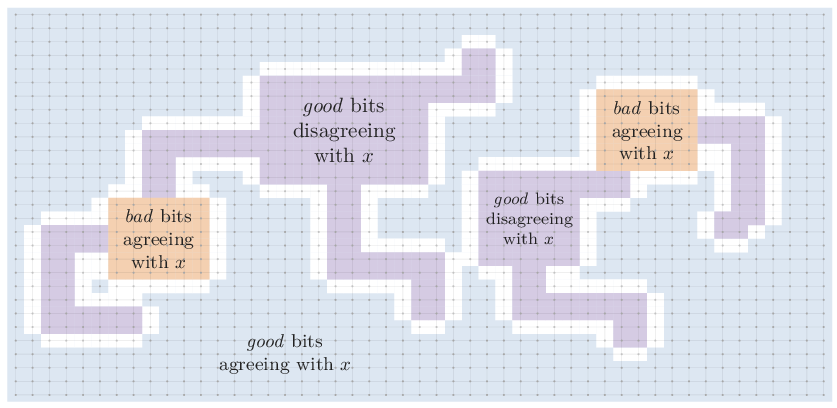 good bits
disagreeing
with x
bad bits
agreeing
with x
good bits
disagreeing
with x
bad bits
agreeing
with x
good bits
agreeing with x